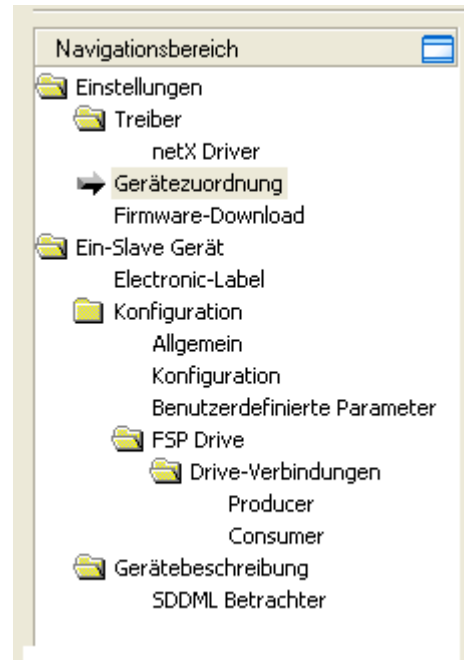 Navigationsbereich
Einstellungen
Treiber
netX Driver
Gerätezuordnung
Firmware-Download
Ein-Slave Gerät
Electronic-Label
Konfiguration
Allgemein
Konfiguration
Benutzerdefinierte Parameter
FSP Drive
Drive-Verbindungen
Producer
Consumer
Gerätebeschreibung
SDDML Betrachter